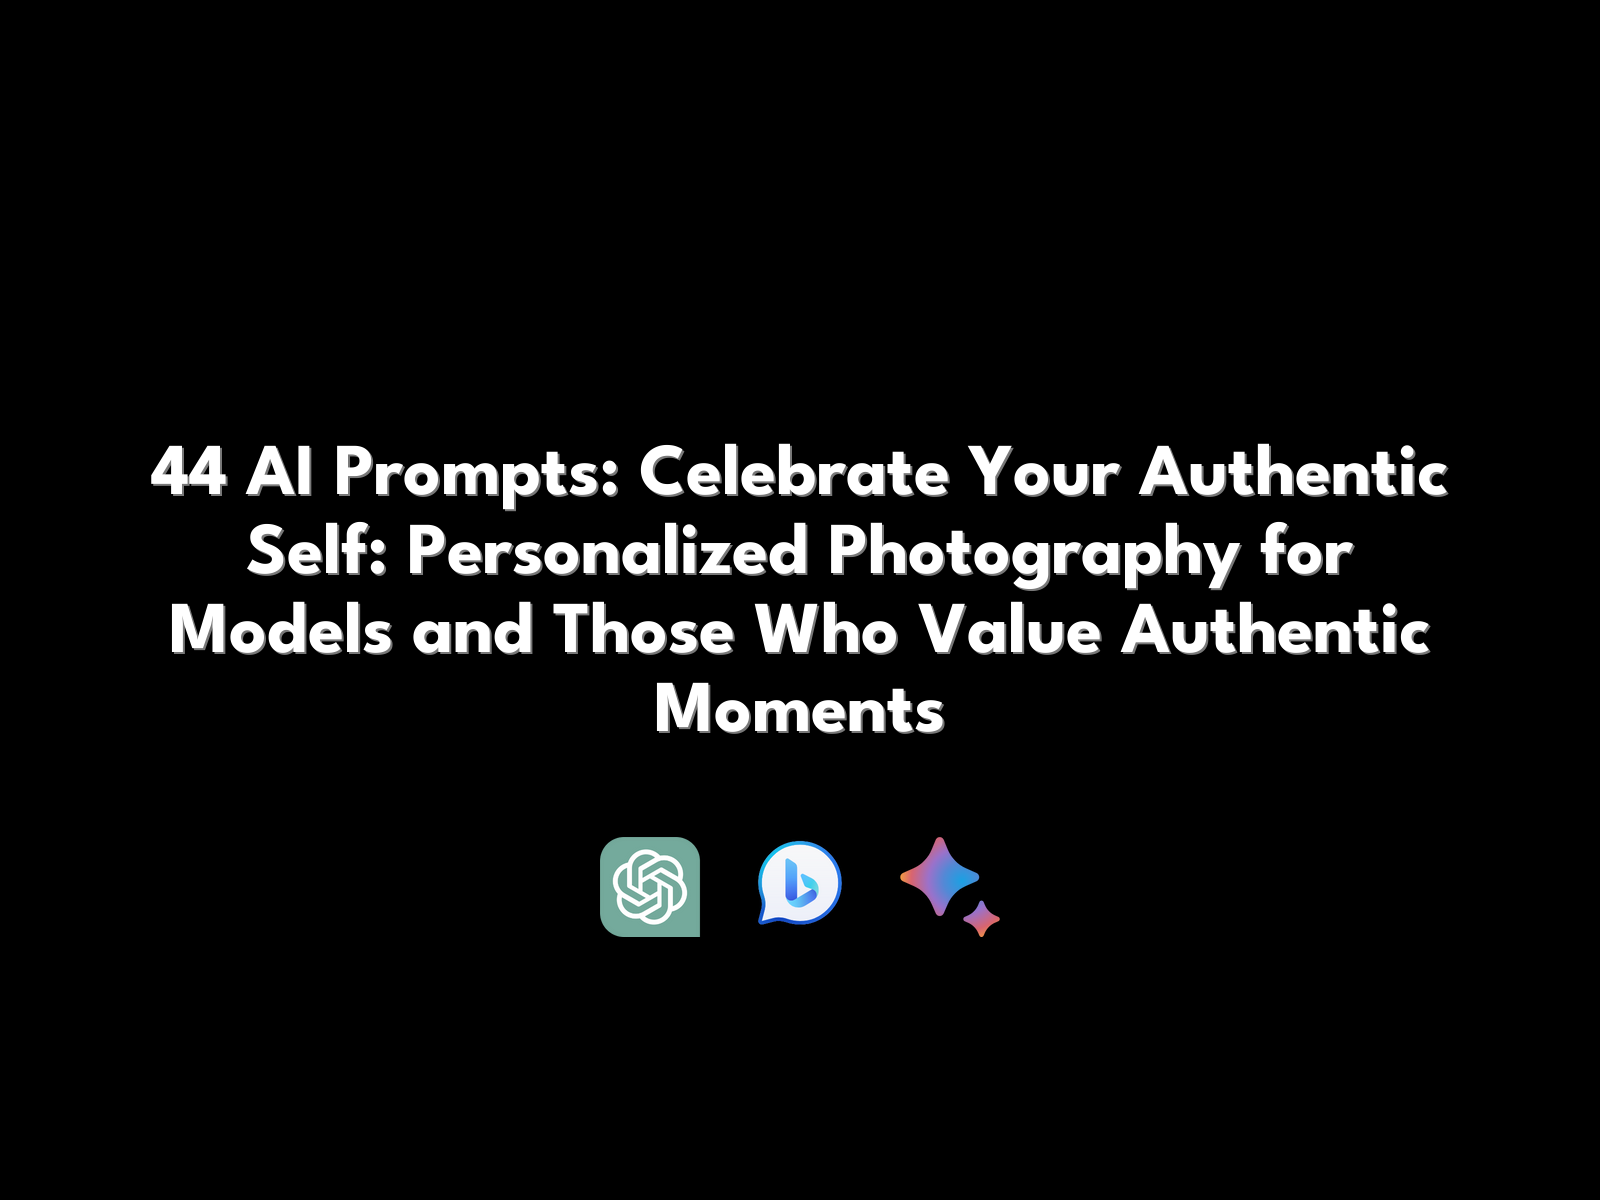 44 AI Prompts: Celebrate Your Authentic
Self: Personalized Photography for
Models and Those Who Value Authentic
Moments